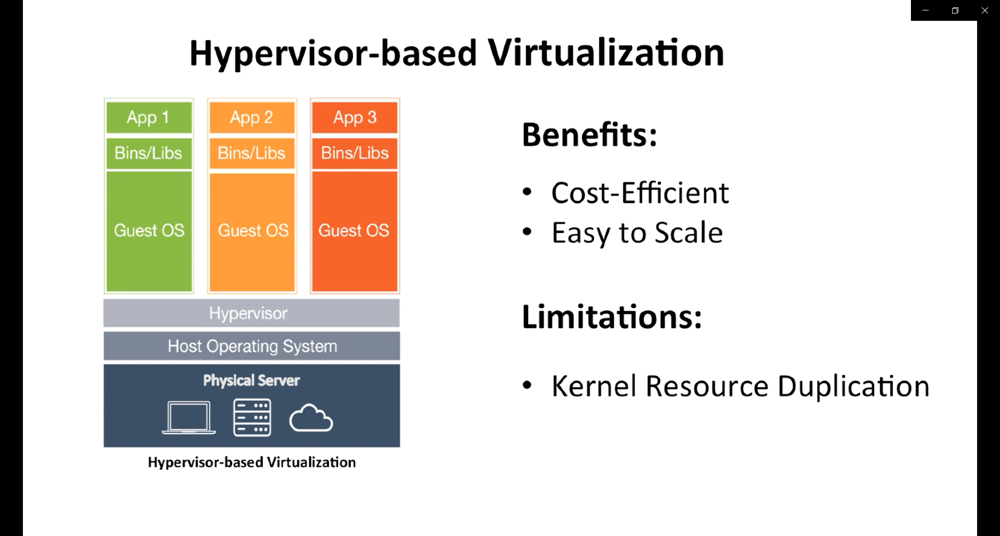 Hypervisor-based Virtualization
App 1
App 2
App 3
Bins/Libs
Bins/Libs
Bins/Libs
Guest OS
Guest OS
Guest OS
Hypervisor
Host Operating System
Physical Server
Hypervisor-based Virtualization
Benefits:
• Cost-Efficient
• Easy to Scale
Limitations:
• Kernel Resource Duplication